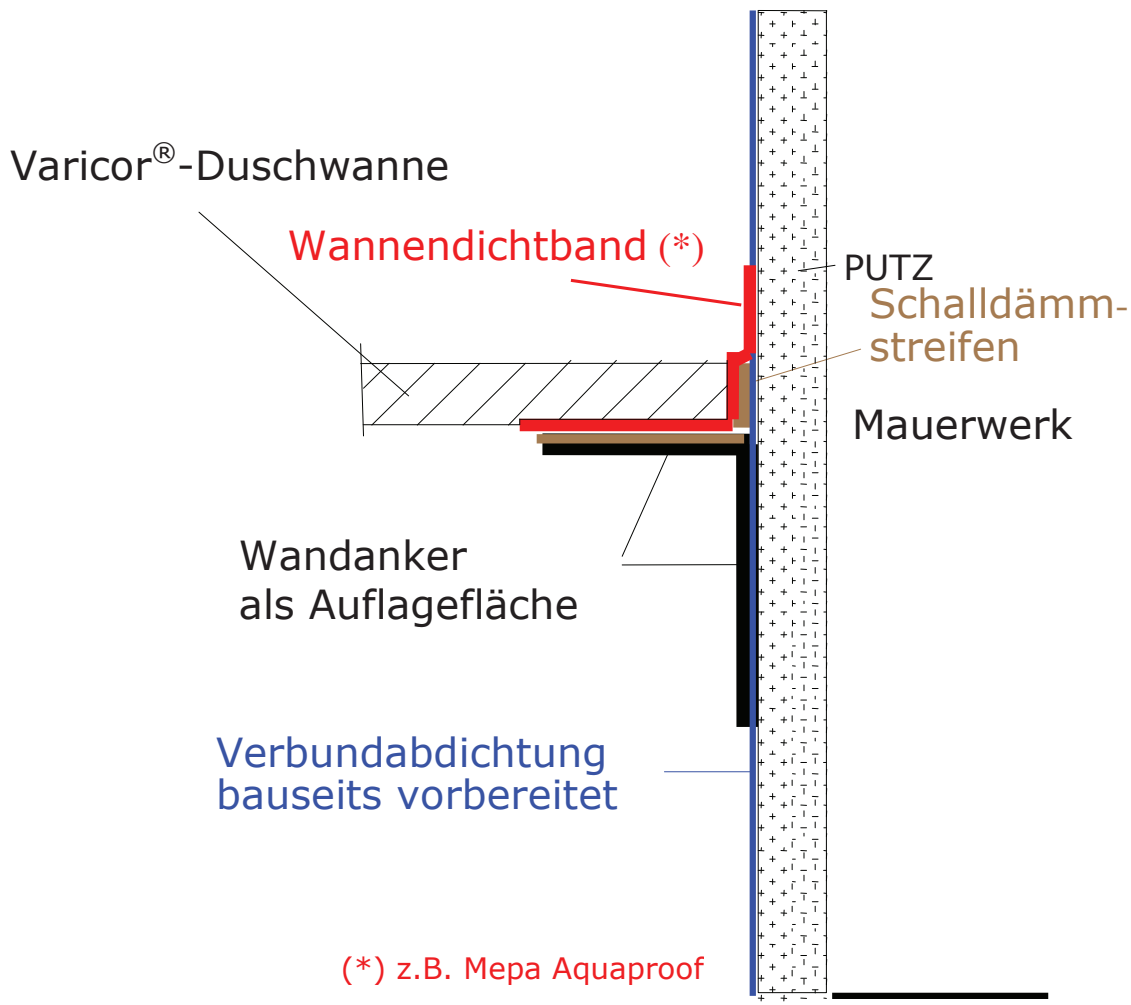 Varicor®-Duschwanne
Wannendichtband (*)
PUTZ
Schalldämm-
streifen
Mauerwerk
Wandanker
als Auflagefläche
Verbundabdichtung
bauseits vorbereitet
(*) z.B. Mepa Aquaproof